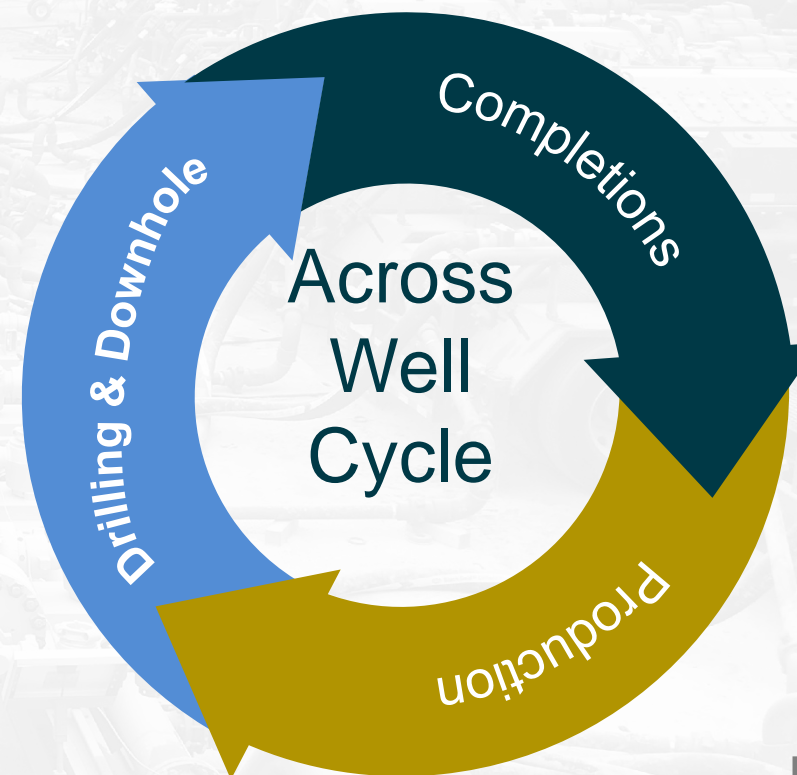 Completions
Across
Well
Cycle
Drilling & Downhole
Production